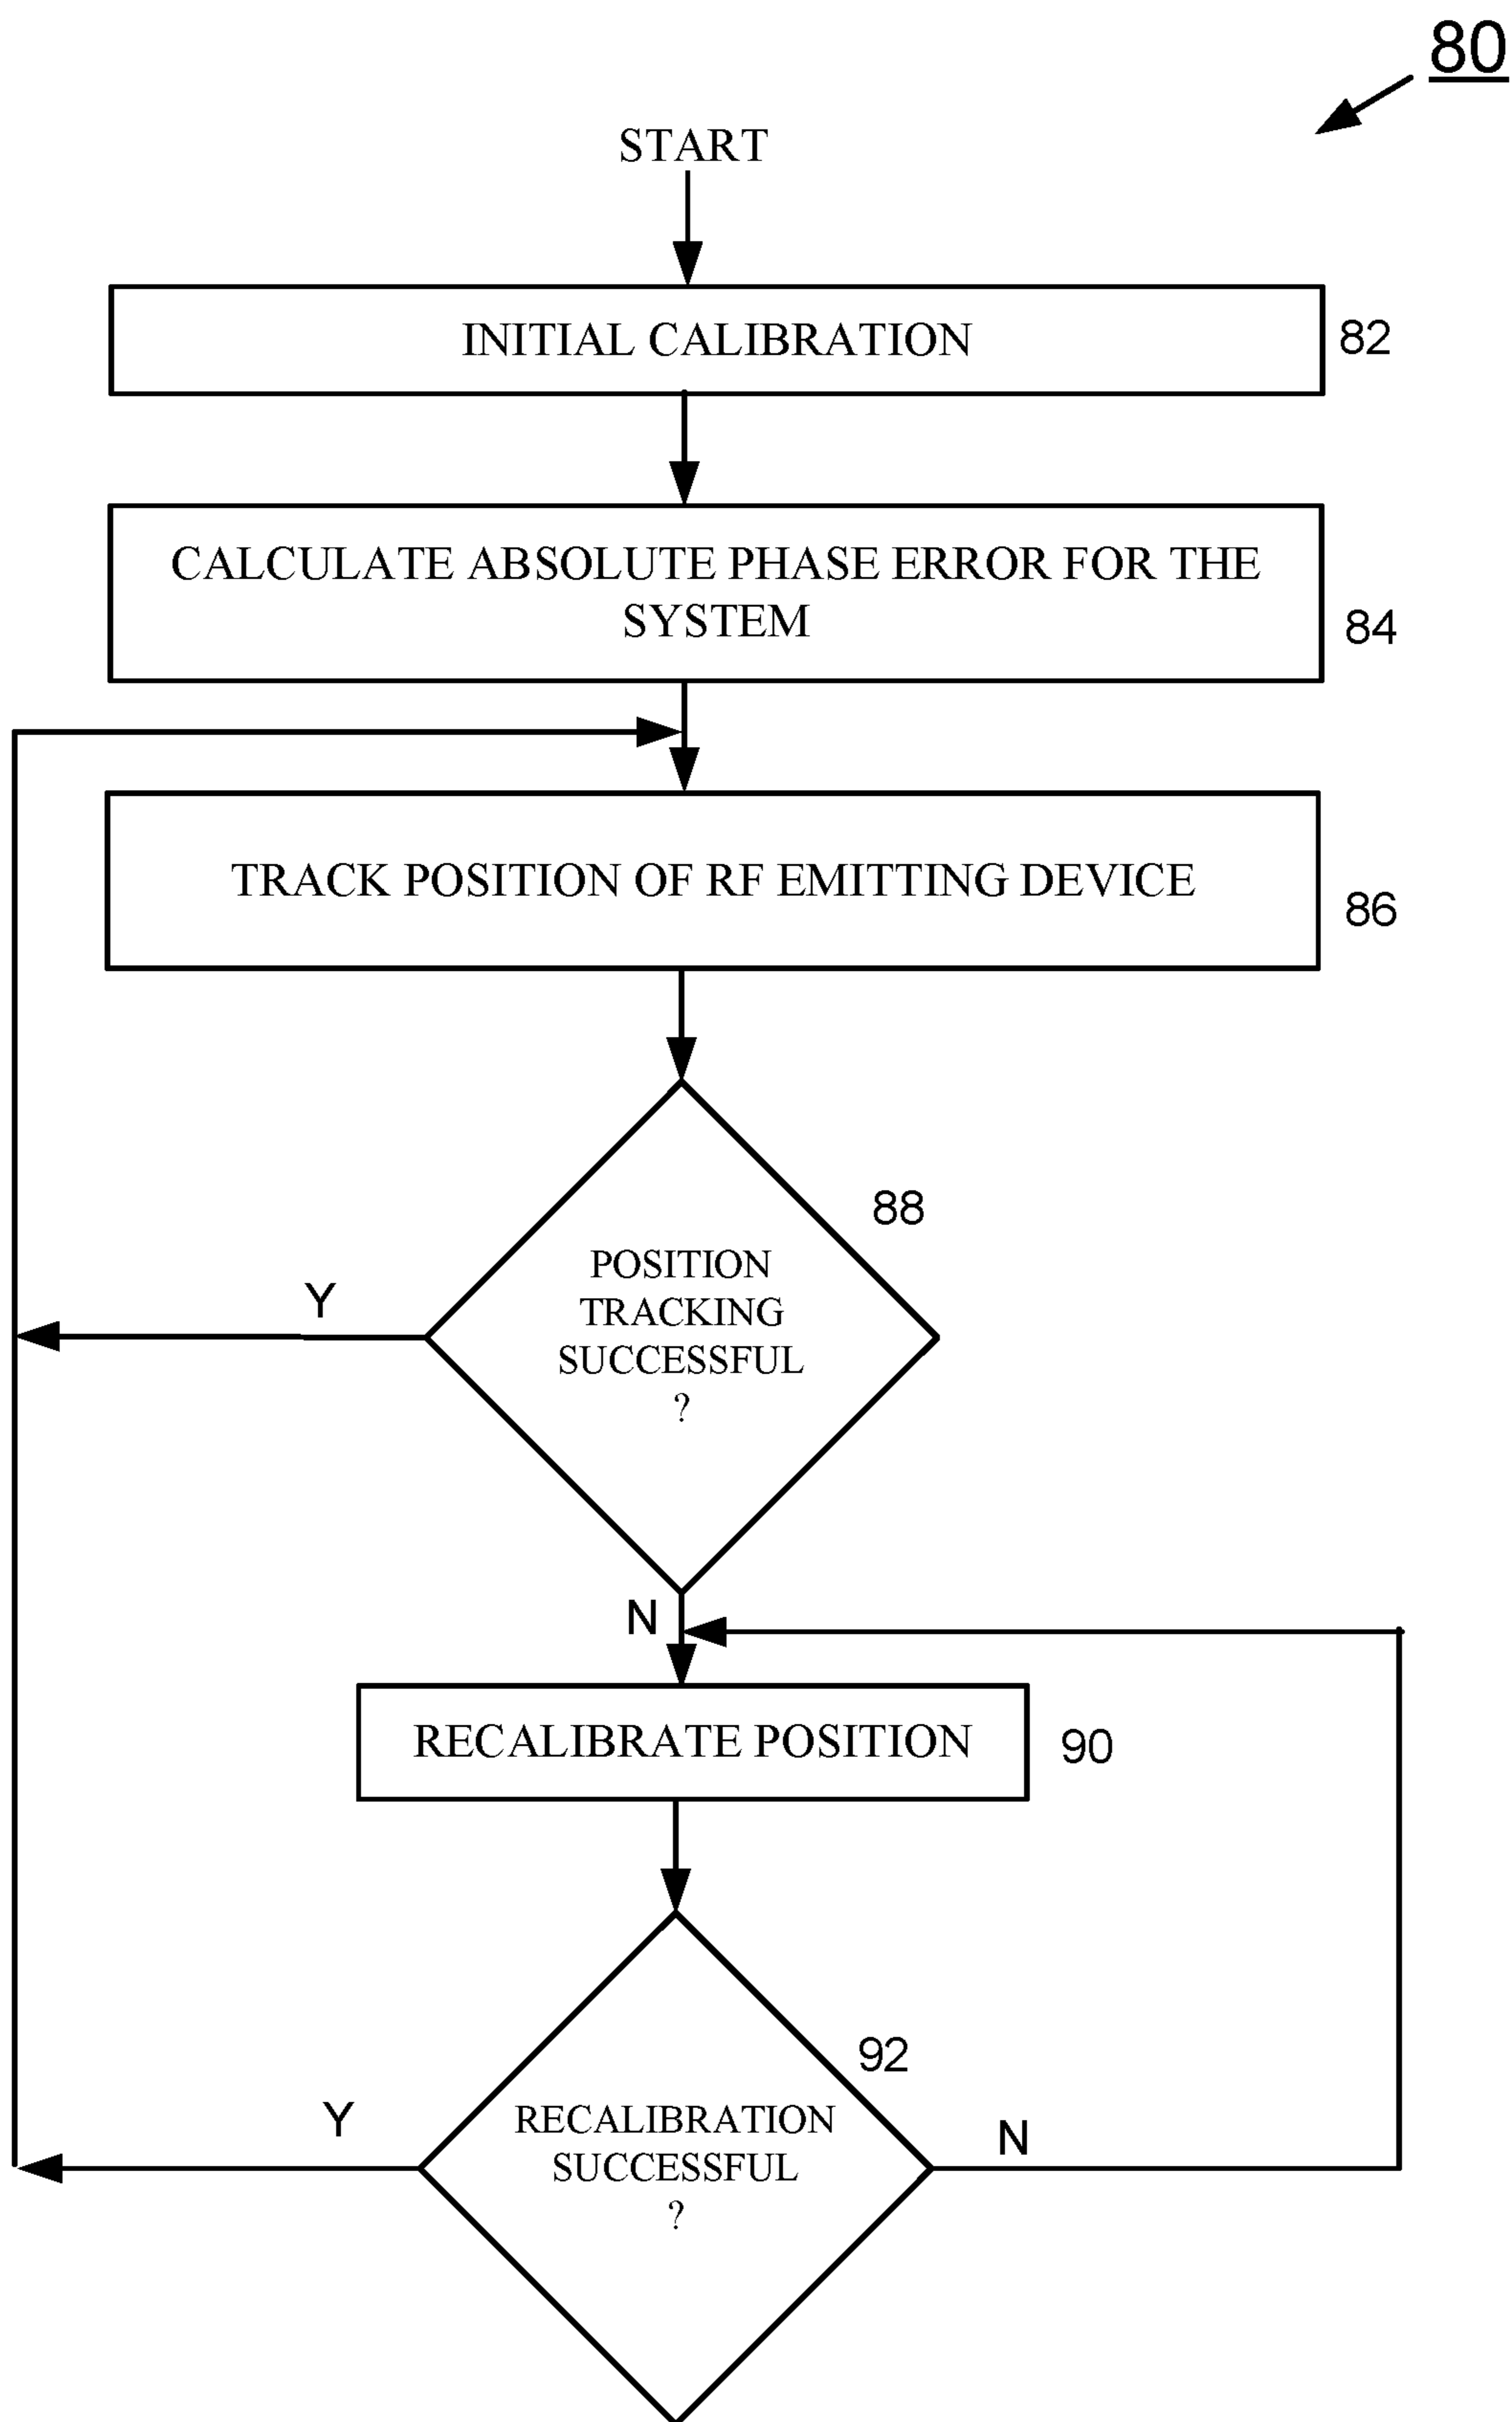 80
START
INITIAL CALIBRATION
82
CALCULATE ABSOLUTE PHASE ERROR FOR THE
SYSTEM
84
TRACK POSITION OF RF EMITTING DEVICE
86
88
POSITION
TRACKING
SUCCESSFUL
?
Y
N
RECALIBRATE POSITION
90
92
RECALIBRATION
SUCCESSFUL
?
Y
N